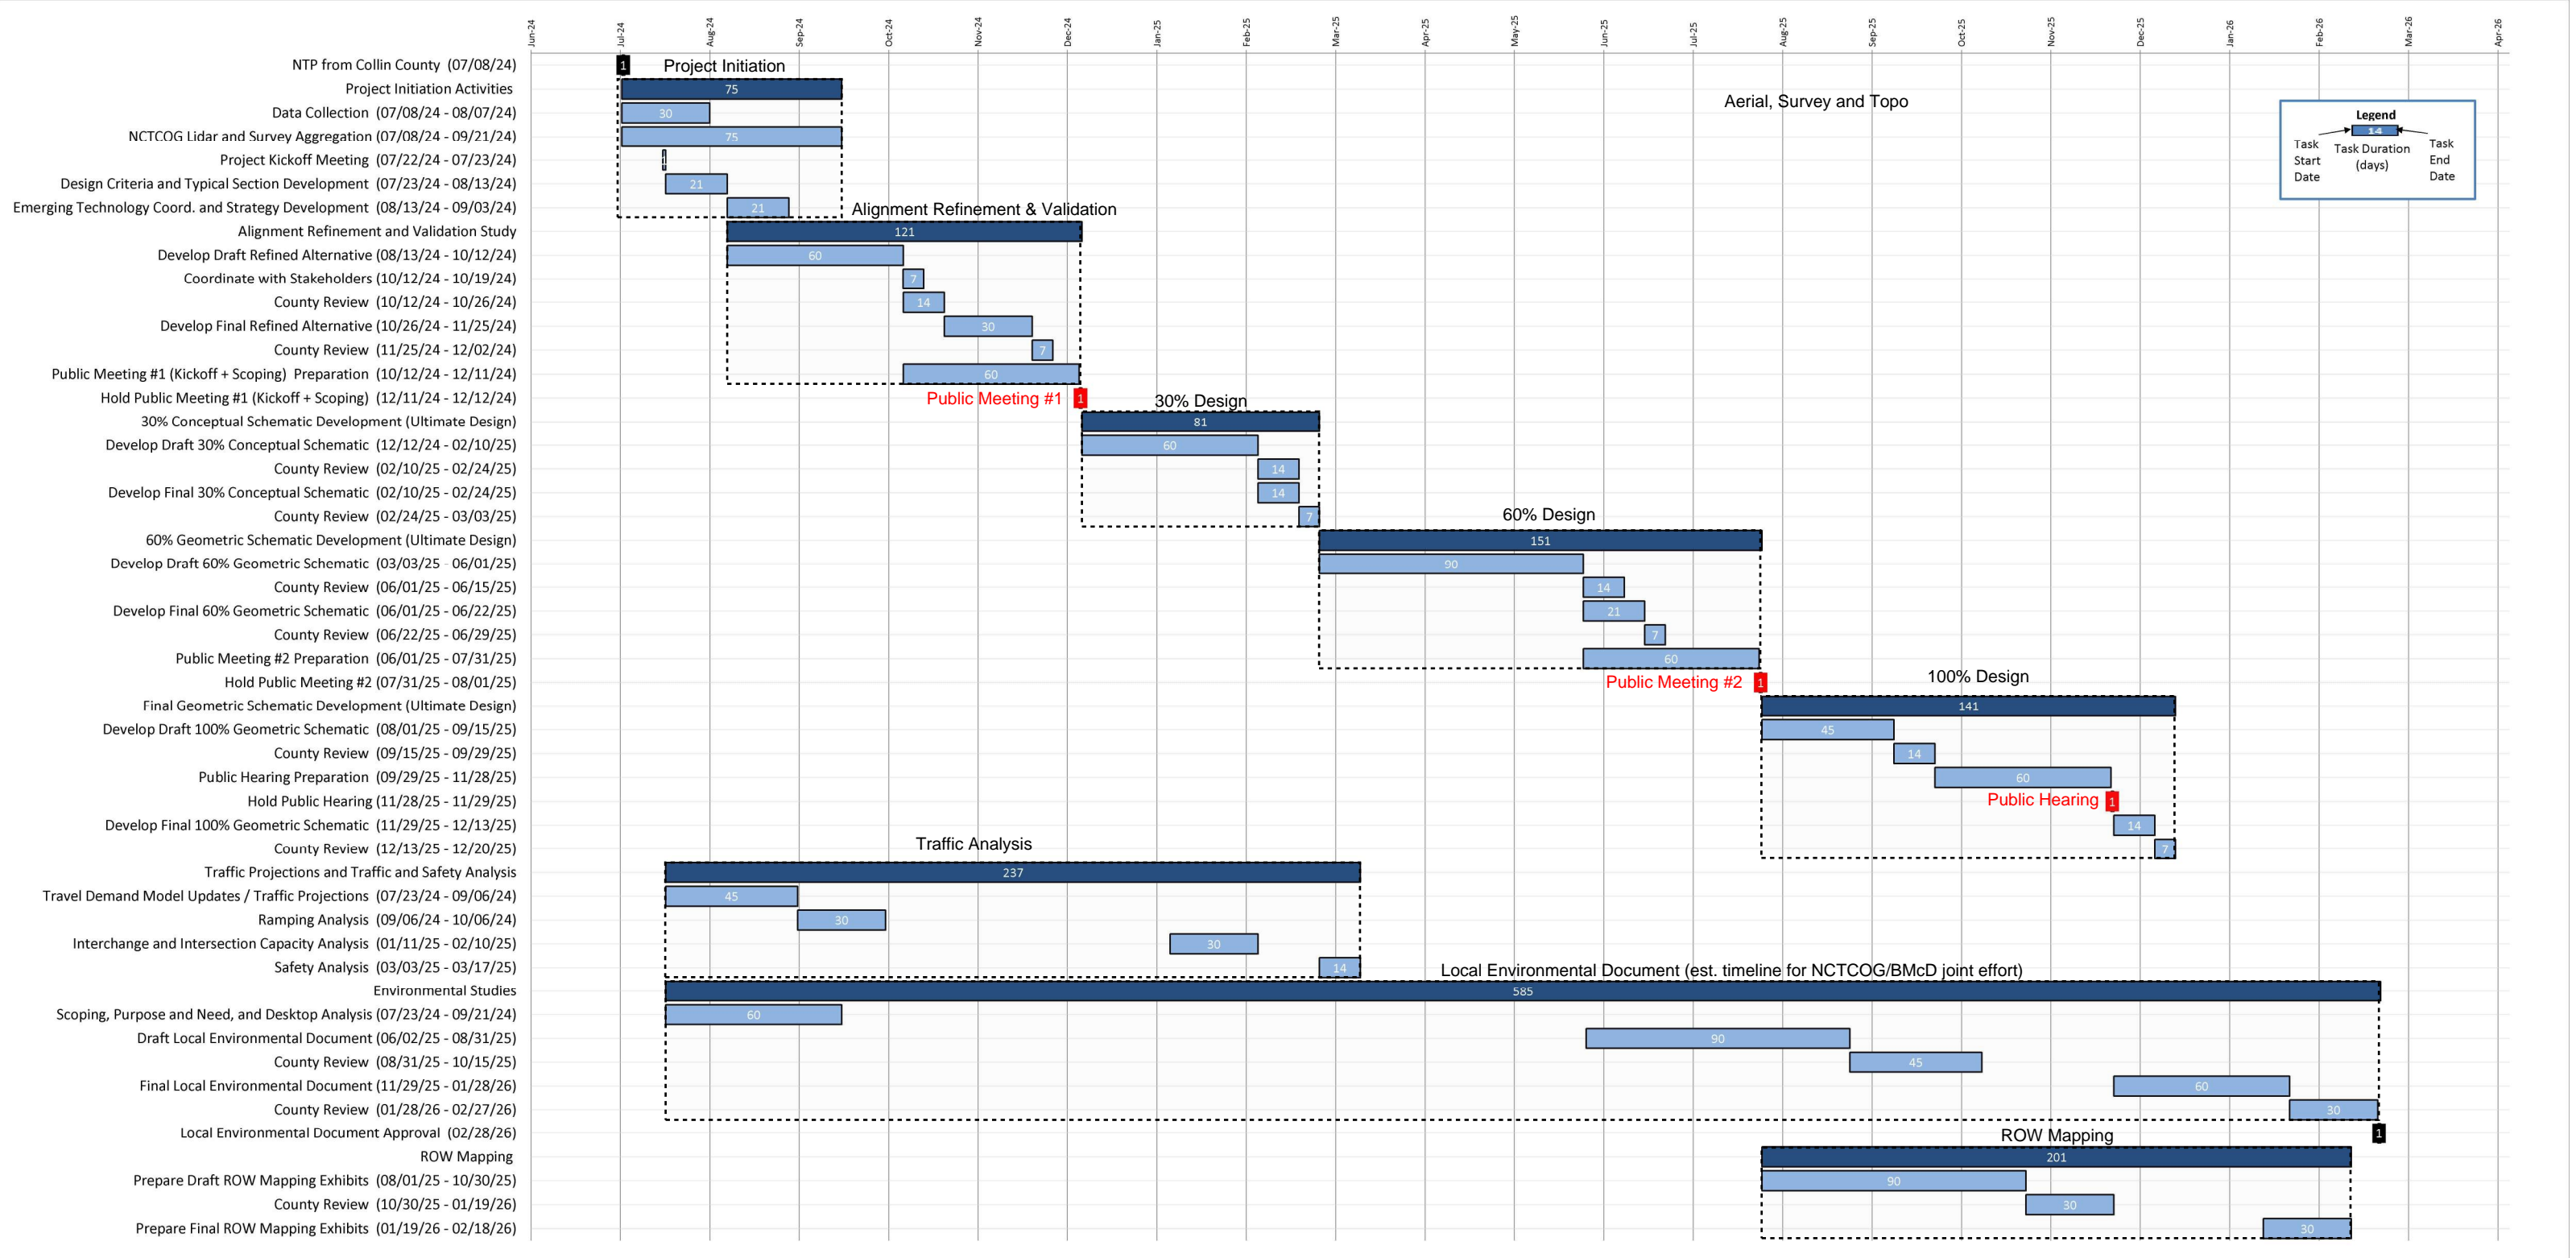 Jun-24 Jul-24 Aug-24 Sep-24 Oct-24 Nov-24 Dec-24 Jan-25 Feb-25 Mar-25 Apr-25 May-25 Jun-25 Jul-25 Aug-25 Sep-25 Oct-25 Nov-25 Dec-25 Jan-26 Feb-26 Mar-26 Apr-26
NTP from Collin County (07/08/24) 1 Project Initiation
Project Initiation Activities 75
Aerial, Survey and Topo
Data Collection (07/08/24 - 08/07/24) 30
NCTCOG Lidar and Survey Aggregation (07/08/24 - 09/21/24) 75
Project Kickoff Meeting (07/22/24 - 07/23/24)
Design Criteria and Typical Section Development (07/23/24 - 08/13/24) 21
Emerging Technology Coord. and Strategy Development (08/13/24 - 09/03/24) 21
Legend
14
Task Start Date
Task Duration (days)
Task End Date
Alignment Refinement & Validation
Alignment Refinement and Validation Study 121
Develop Draft Refined Alternative (08/13/24 - 10/12/24) 60
Coordinate with Stakeholders (10/12/24 - 10/19/24) 7
County Review (10/12/24 - 10/26/24) 14
Develop Final Refined Alternative (10/26/24 - 11/25/24) 30
County Review (11/25/24 - 12/02/24) 7
Public Meeting #1 (Kickoff + Scoping) Preparation (10/12/24 - 12/11/24) 60
Hold Public Meeting #1 (Kickoff + Scoping) (12/11/24 - 12/12/24) Public Meeting #1 1
30% Design
30% Conceptual Schematic Development (Ultimate Design) 81
Develop Draft 30% Conceptual Schematic (12/12/24 - 02/10/25) 60
County Review (02/10/25 - 02/24/25) 14
Develop Final 30% Conceptual Schematic (02/10/25 - 02/24/25) 14
County Review (02/24/25 - 03/03/25) 7
60% Design
60% Geometric Schematic Development (Ultimate Design) 151
Develop Draft 60% Geometric Schematic (03/03/25 - 06/01/25) 90
County Review (06/01/25 - 06/15/25) 14
Develop Final 60% Geometric Schematic (06/01/25 - 06/22/25) 21
County Review (06/22/25 - 06/29/25) 7
Public Meeting #2 Preparation (06/01/25 - 07/31/25) 60
Hold Public Meeting #2 (07/31/25 - 08/01/25) Public Meeting #2 1
100% Design
Final Geometric Schematic Development (Ultimate Design) 141
Develop Draft 100% Geometric Schematic (08/01/25 - 09/15/25) 45
County Review (09/15/25 - 09/29/25) 14
Public Hearing Preparation (09/29/25 - 11/28/25) 60
Hold Public Hearing (11/28/25 - 11/29/25) Public Hearing 1
Develop Final 100% Geometric Schematic (11/29/25 - 12/13/25) 14
County Review (12/13/25 - 12/20/25) 7
Traffic Analysis
Traffic Projections and Traffic and Safety Analysis 237
Travel Demand Model Updates / Traffic Projections (07/23/24 - 09/06/24) 45
Ramping Analysis (09/06/24 - 10/06/24) 30
Interchange and Intersection Capacity Analysis (01/11/25 - 02/10/25) 30
Safety Analysis (03/03/25 - 03/17/25) 14
Local Environmental Document (est. timeline for NCTCOG/BMcD joint effort)
Environmental Studies 585
Scoping, Purpose and Need, and Desktop Analysis (07/23/24 - 09/21/24) 60
Draft Local Environmental Document (06/02/25 - 08/31/25) 90
County Review (08/31/25 - 10/15/25) 45
Final Local Environmental Document (11/29/25 - 01/28/26) 60
County Review (01/28/26 - 02/27/26) 30
Local Environmental Document Approval (02/28/26) 1
ROW Mapping
ROW Mapping 201
Prepare Draft ROW Mapping Exhibits (08/01/25 - 10/30/25) 90
County Review (10/30/25 - 01/19/26) 30
Prepare Final ROW Mapping Exhibits (01/19/26 - 02/18/26) 30